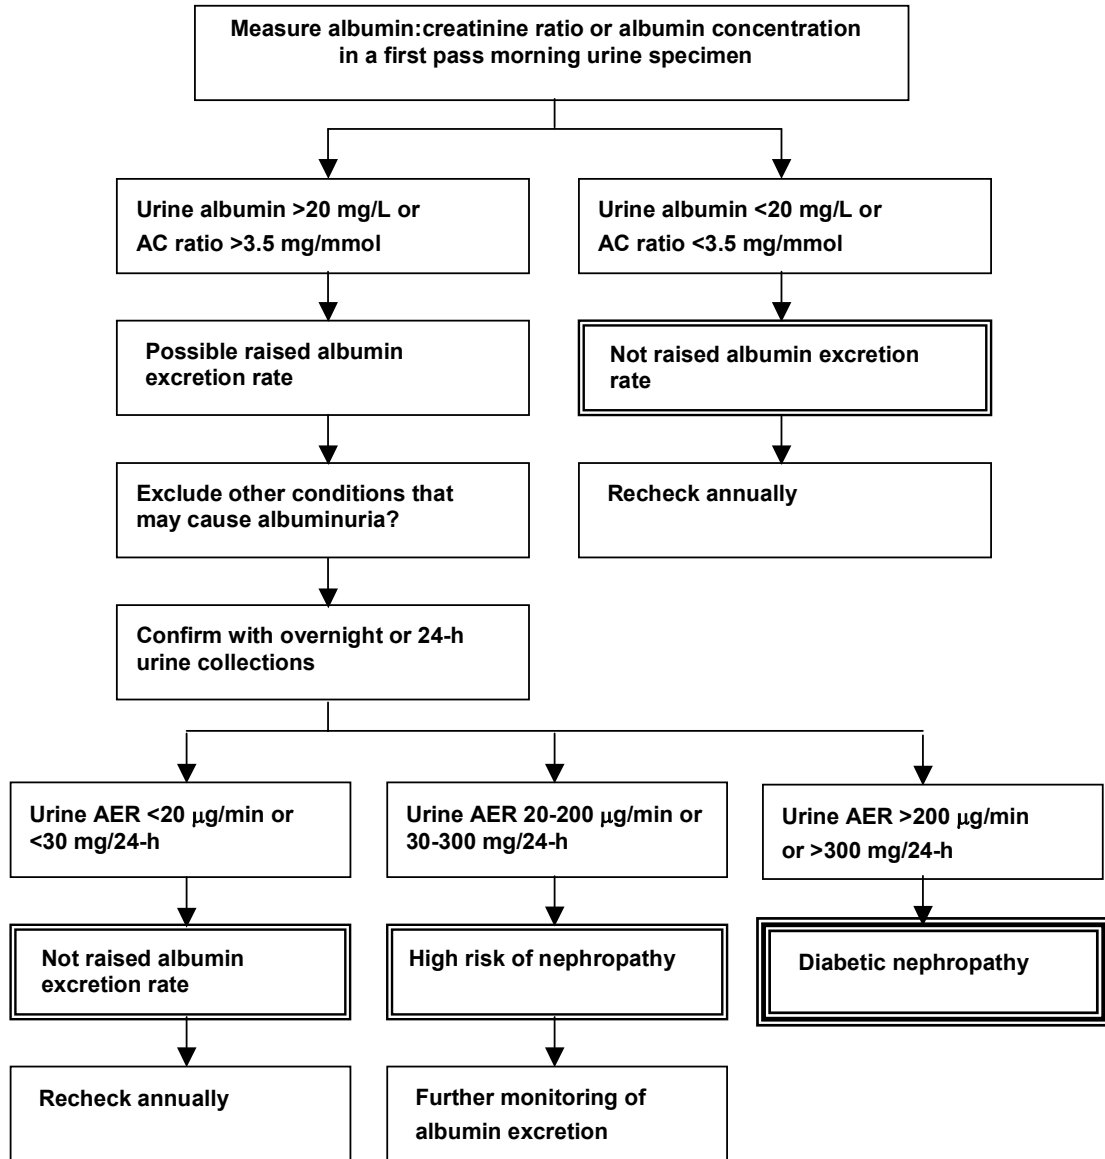 Measure albumin:creatinine ratio or albumin concentration
in a first pass morning urine specimen
Urine albumin >20 mg/L or
AC ratio >3.5 mg/mmol
Urine albumin <20 mg/L or
AC ratio <3.5 mg/mmol
Possible raised albumin
excretion rate
Not raised albumin excretion
rate
Exclude other conditions that
may cause albuminuria?
Recheck annually
Confirm with overnight or 24-h
urine collections
Urine AER <20 μg/min or
<30 mg/24-h
Urine AER 20-200 μg/min or
30-300 mg/24-h
Urine AER >200 μg/min
or >300 mg/24-h
Not raised albumin
excretion rate
High risk of nephropathy
Diabetic nephropathy
Recheck annually
Further monitoring of
albumin excretion